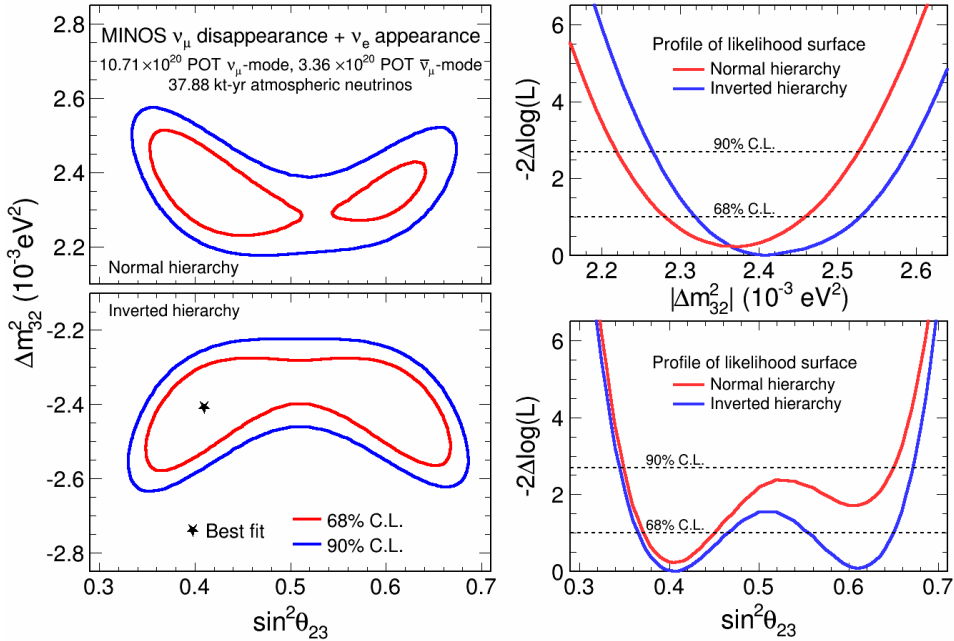 MINOS νμ disappearance + νe appearance
10.71×10²⁰ POT νμ-mode, 3.36 ×10²⁰ POT ν̅μ-mode
37.88 kt-yr atmospheric neutrinos
2.8
2.6
2.4
2.2
Normal hierarchy
Δm²₃₂ (10⁻³eV²)
Inverted hierarchy
-2.2
-2.4
-2.6
-2.8
Best fit
68% C.L.
90% C.L.
0.3 0.4 0.5 0.6 0.7
sin²θ₂₃
Profile of likelihood surface
Normal hierarchy
Inverted hierarchy
90% C.L.
68% C.L.
6
4
2
0
-2Δlog(L)
2.2 2.3 2.4 2.5 2.6
|Δm²₃₂| (10⁻³ eV²)
Profile of likelihood surface
Normal hierarchy
Inverted hierarchy
90% C.L.
68% C.L.
6
4
2
0
-2Δlog(L)
0.3 0.4 0.5 0.6 0.7
sin²θ₂₃